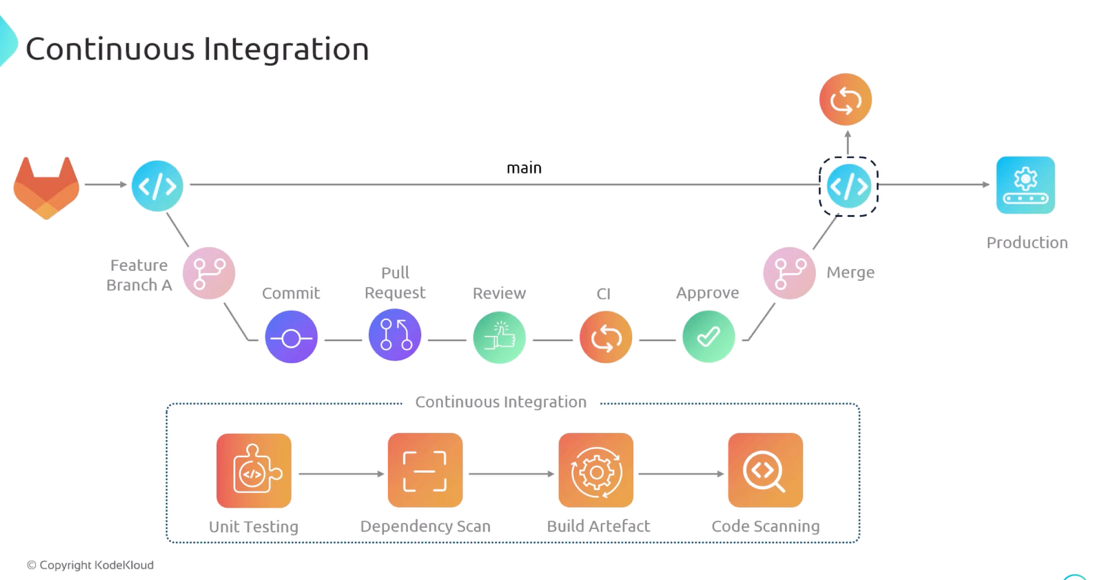 Continuous Integration
main
Feature
Branch A
Commit
Pull
Request
Review
CI
Approve
Merge
Production
Continuous Integration
Unit Testing
Dependency Scan
Build Artefact
Code Scanning
© Copyright KodeKloud